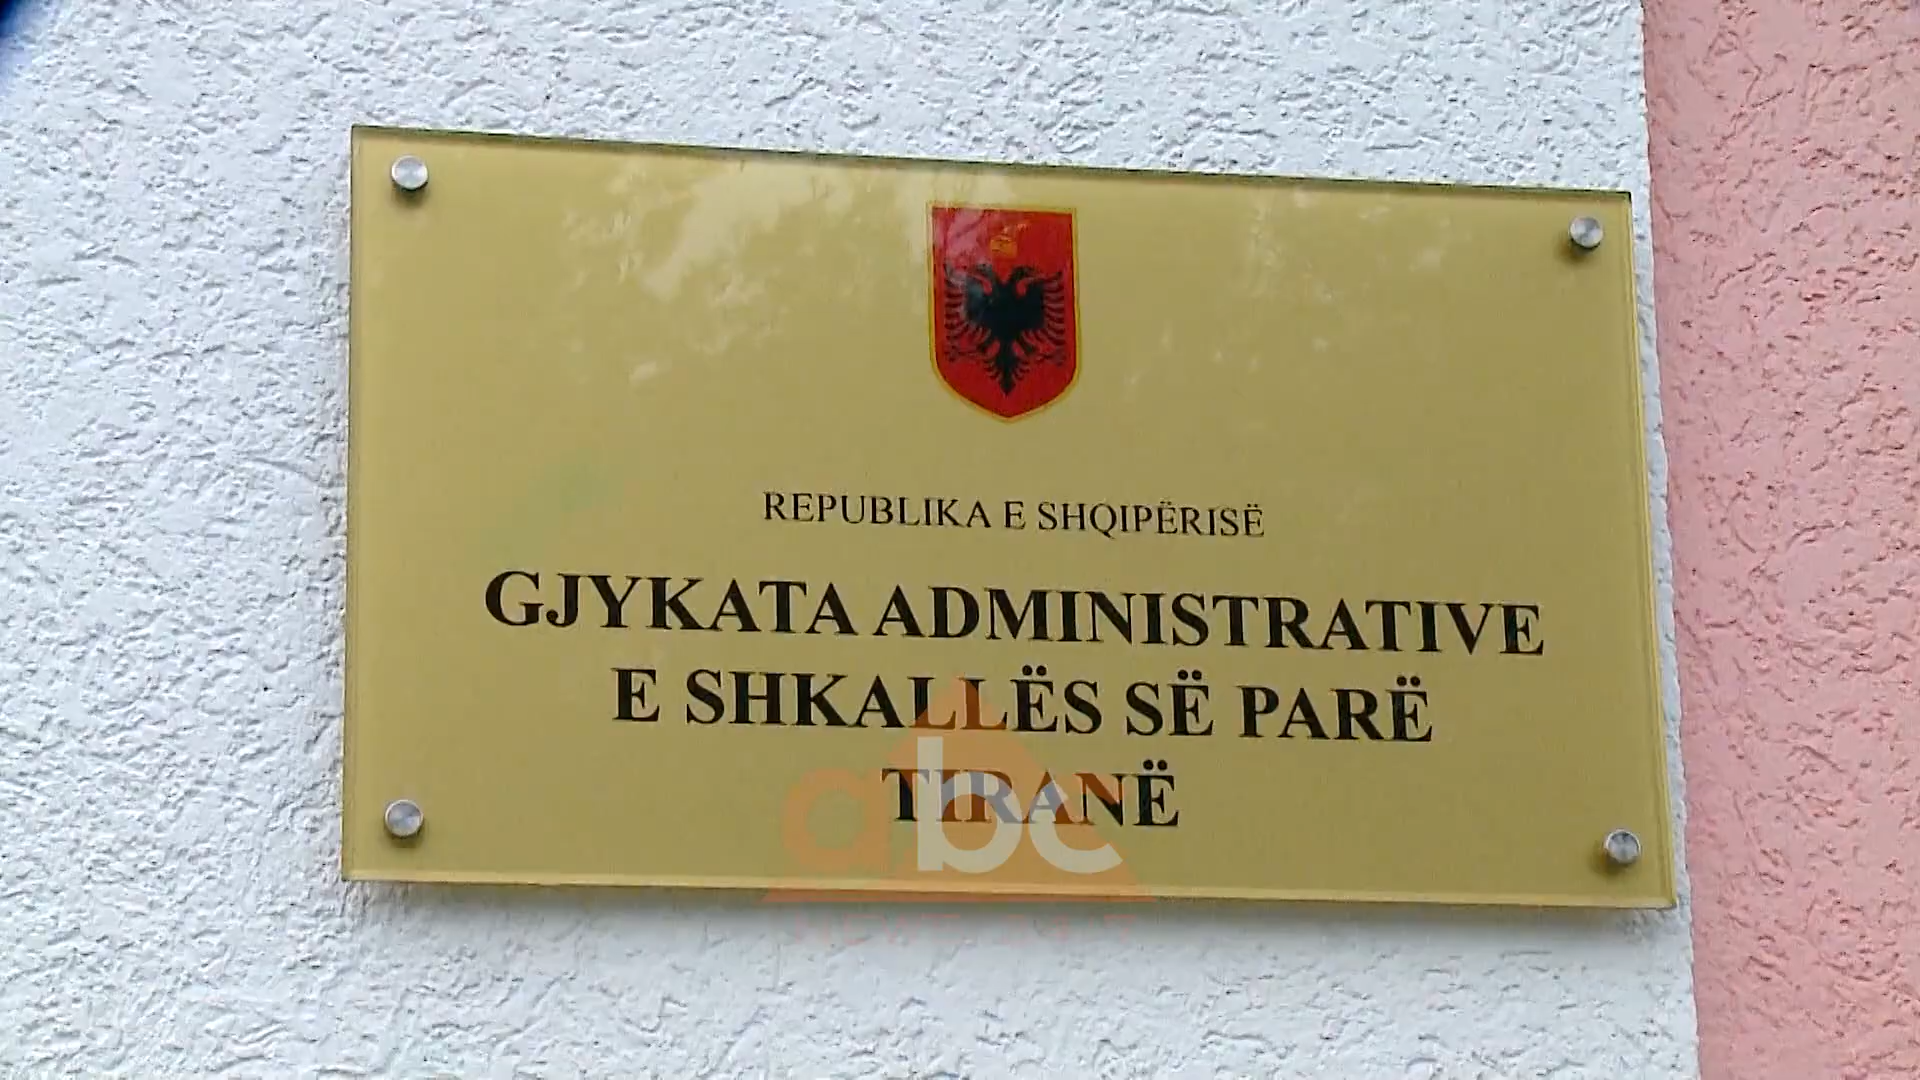 REPUBLIKA E SHQIPËRISË
GJYKATA ADMINISTRATIVE
E SHKALLËS SË PARË
TIRANË
abc